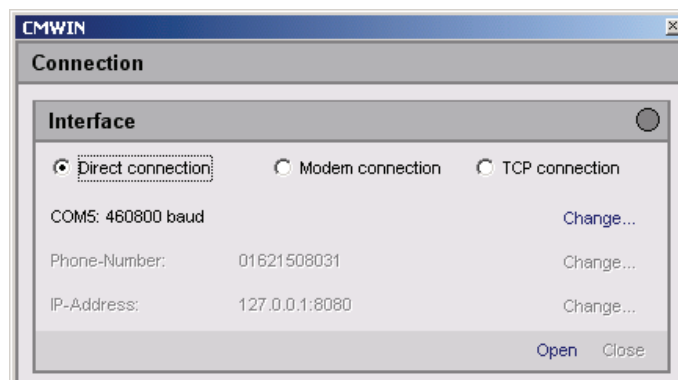 CMWIN
Connection
Interface
Direct connection Modem connection TCP connection
COM5: 460800 baud Change...
Phone-Number: 01621508031 Change...
IP-Address: 127.0.0.1:8080 Change...
Open Close